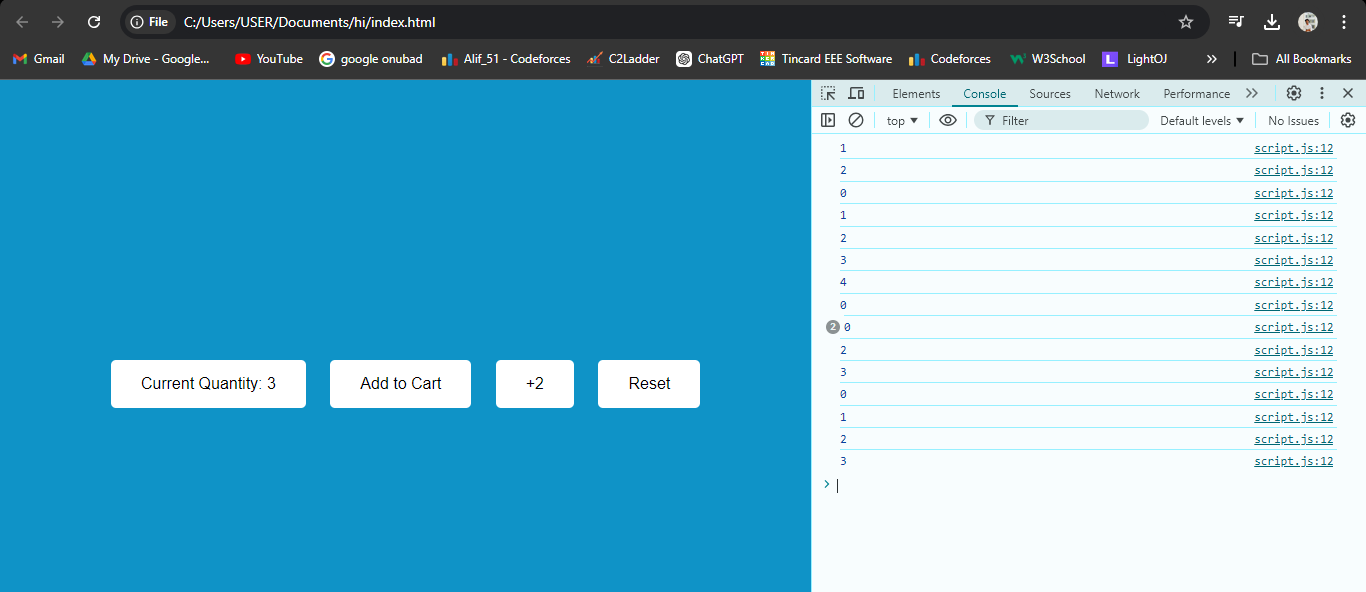 File C:/Users/USER/Documents/hi/index.html
Gmail My Drive - Google... YouTube google onubad Alif_51 - Codeforces C2Ladder ChatGPT Tincard EEE Software Codeforces W3School LightOJ » All Bookmarks
Elements Console Sources Network Performance »
top Filter Default levels No Issues
1 script.js:12
2 script.js:12
0 script.js:12
1 script.js:12
2 script.js:12
3 script.js:12
4 script.js:12
0 script.js:12
2 0 script.js:12
2 script.js:12
3 script.js:12
0 script.js:12
1 script.js:12
2 script.js:12
3 script.js:12
Current Quantity: 3 Add to Cart +2 Reset